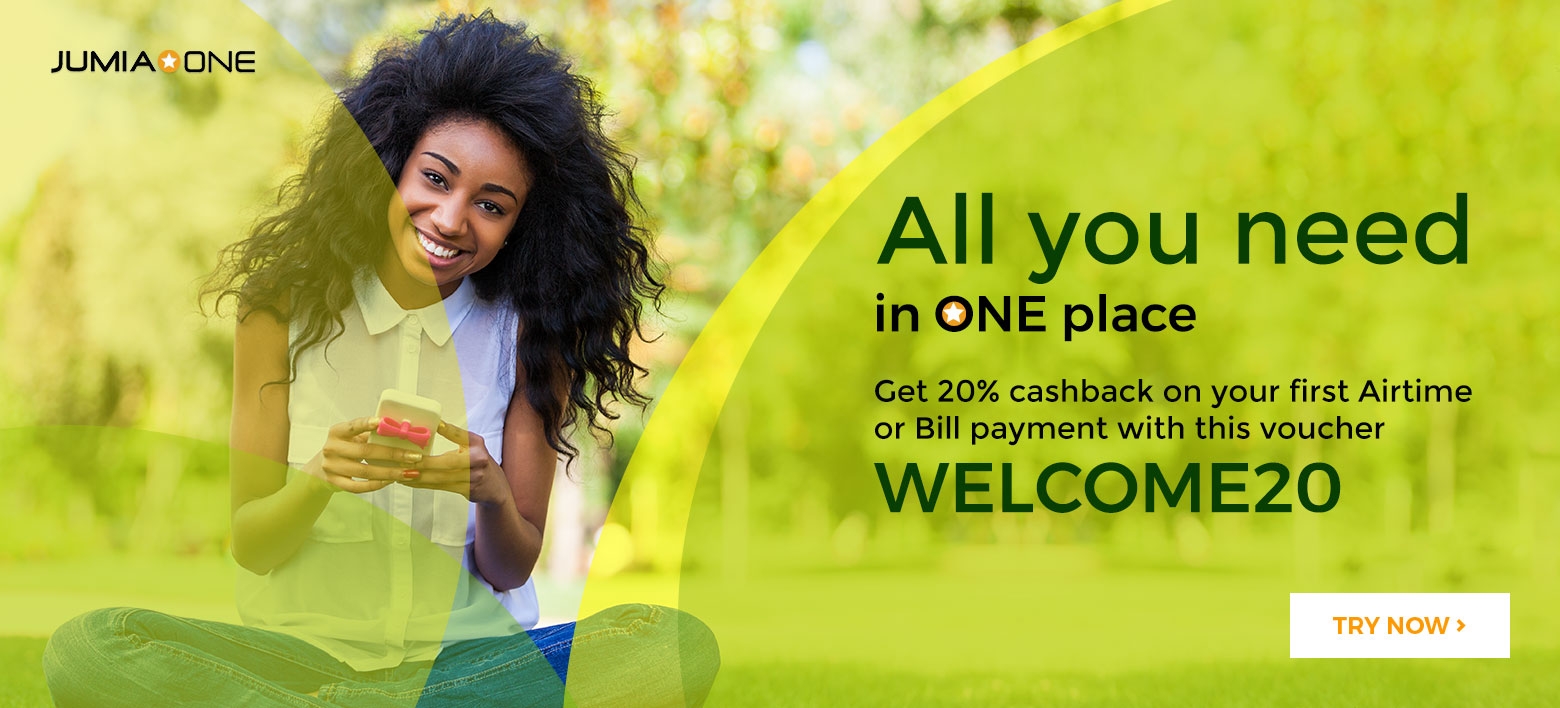 JUMIA ONE
All you need
in ONE place
Get 20% cashback on your first Airtime
or Bill payment with this voucher
WELCOME20
TRY NOW >